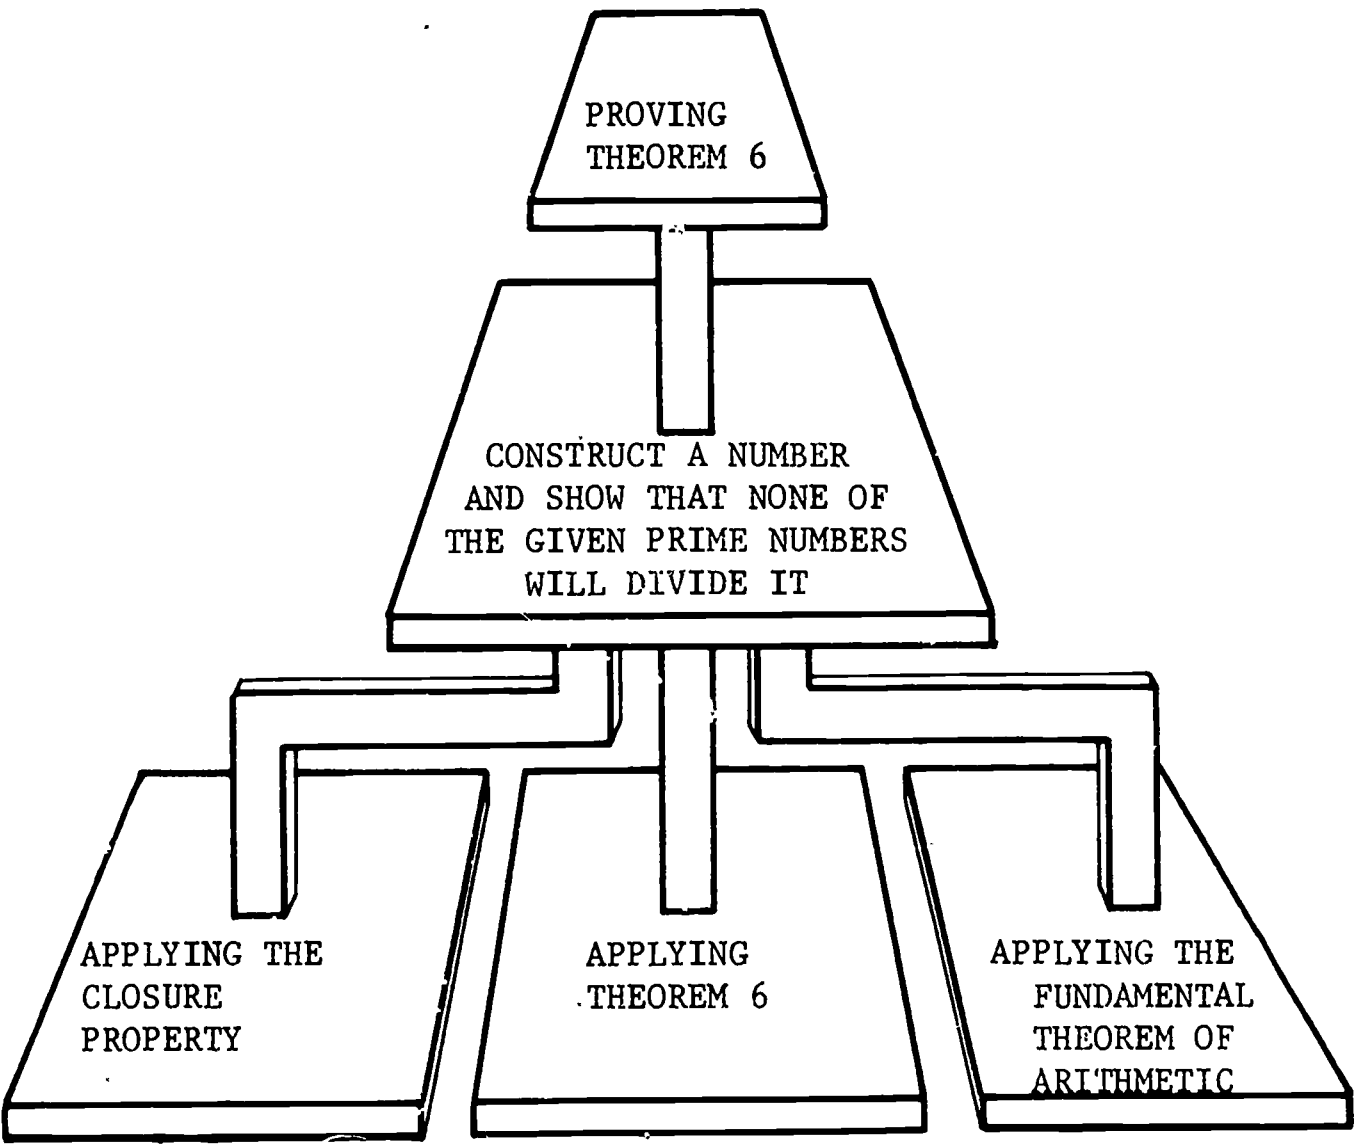 PROVING
THEOREM 6
CONSTRUCT A NUMBER
AND SHOW THAT NONE OF
THE GIVEN PRIME NUMBERS
WILL DIVIDE IT
APPLYING THE
CLOSURE
PROPERTY
APPLYING
THEOREM 6
APPLYING THE
FUNDAMENTAL
THEOREM OF
ARITHMETIC